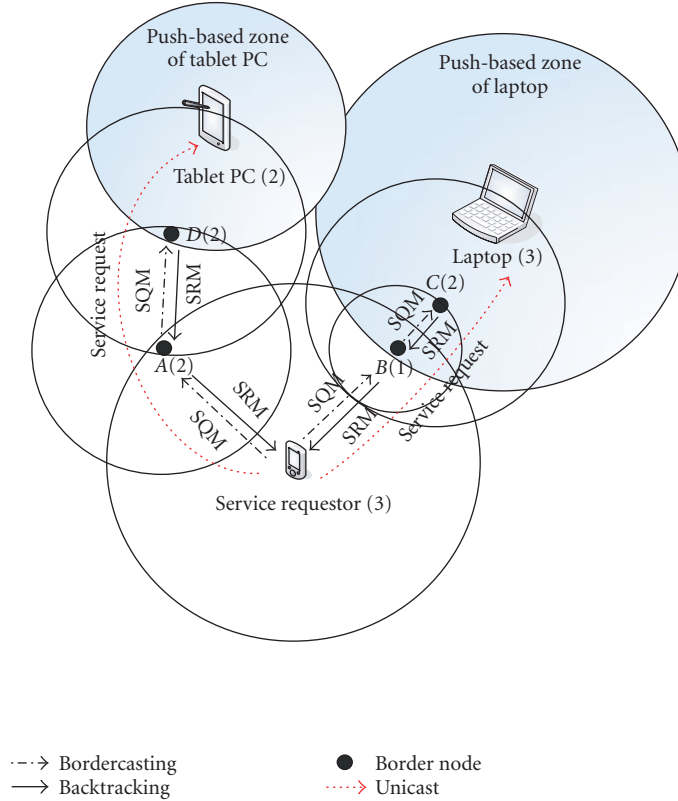 Push-based zone
of tablet PC
Push-based zone
of laptop
Tablet PC (2)
D(2)
Laptop (3)
C(2)
Service request
SQM
SRM
SQM
SRM
A(2)
B(1)
SRM
SQM
SQM
SRM
Service request
Service requestor (3)
Bordercasting
Border node
Backtracking
Unicast